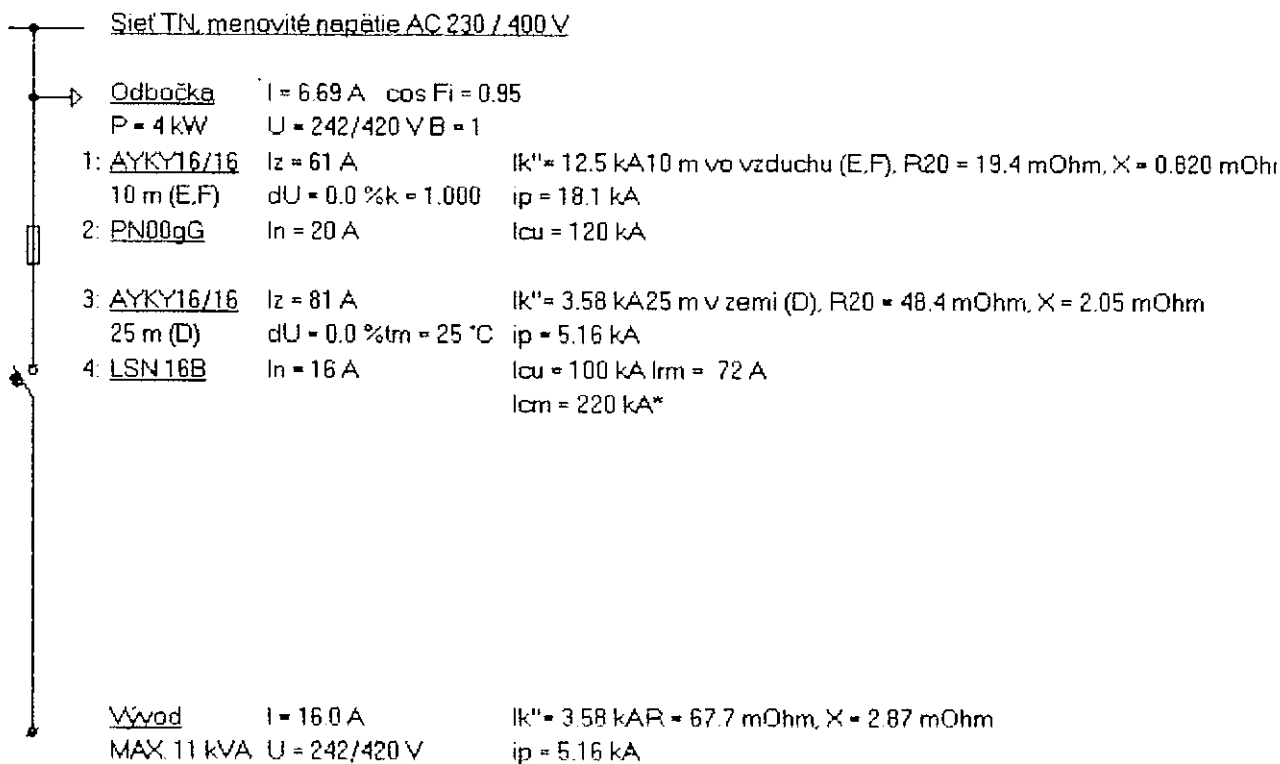 Sieť TN, menovité napätie AC 230 / 400 V
Odbočka I = 6.69 A cos Fi = 0.95
P = 4 kW U = 242/420 V B = 1
1: AYKY16/16 Iz = 61 A Ik''= 12.5 kA10 m vo vzduchu (E,F), R20 = 19.4 mOhm, X = 0.820 mOhm
10 m (E,F) dU = 0.0 %k = 1.000 ip = 18.1 kA
2: PN00gG In = 20 A Icu = 120 kA
3: AYKY16/16 Iz = 81 A Ik''= 3.58 kA25 m v zemi (D), R20 = 48.4 mOhm, X = 2.05 mOhm
25 m (D) dU = 0.0 %tm = 25 °C ip = 5.16 kA
4: LSN 16B In = 16 A Icu = 100 kA Irm = 72 A
Icm = 220 kA*
Vývod I = 16.0 A Ik''= 3.58 kAR = 67.7 mOhm, X = 2.87 mOhm
MAX. 11 kVA U = 242/420 V ip = 5.16 kA